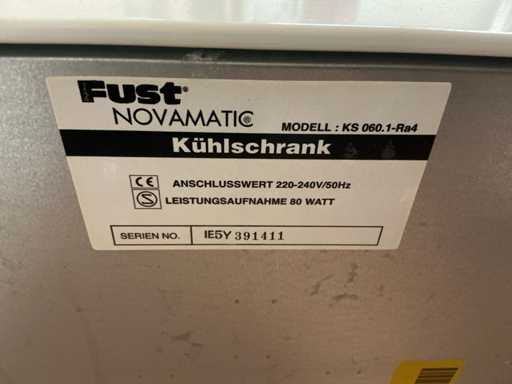 Fust®
NOVAMATIC®
MODELL : KS 060.1-Ra4
Kühlschrank
CE ANSCHLUSSWERT 220-240V/50Hz
S LEISTUNGSAUFNAHME 80 WATT
SERIEN NO. IE5Y 391411